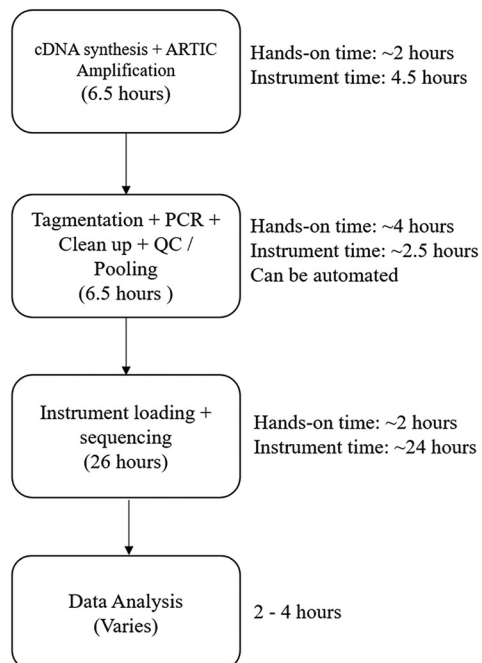 cDNA synthesis + ARTIC
Amplification
(6.5 hours)
Hands-on time: ~2 hours
Instrument time: 4.5 hours
Tagmentation + PCR +
Clean up + QC /
Pooling
(6.5 hours )
Hands-on time: ~4 hours
Instrument time: ~2.5 hours
Can be automated
Instrument loading +
sequencing
(26 hours)
Hands-on time: ~2 hours
Instrument time: ~24 hours
Data Analysis
(Varies)
2 - 4 hours